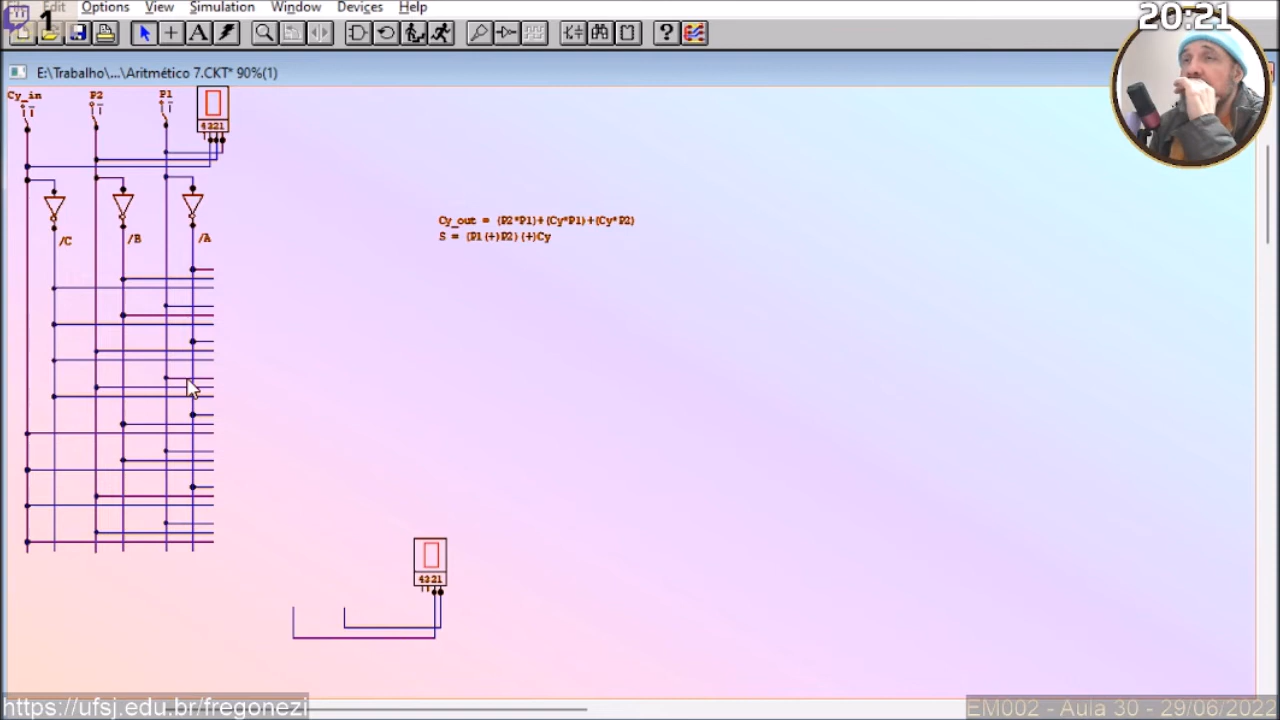 Edit Options View Simulation Window Devices Help
1
20:21
E:\Trabalho\...\Aritmético 7.CKT* 90%(1)
Cy_in P2 P1
4321
/C /B /A
Cy_out = (P2*P1)+(Cy*P1)+(Cy*P2)
S = (P1(+)P2)(+)Cy
4321
https://ufsj.edu.br/fregonezi
EM002 - Aula 30 - 29/06/2022